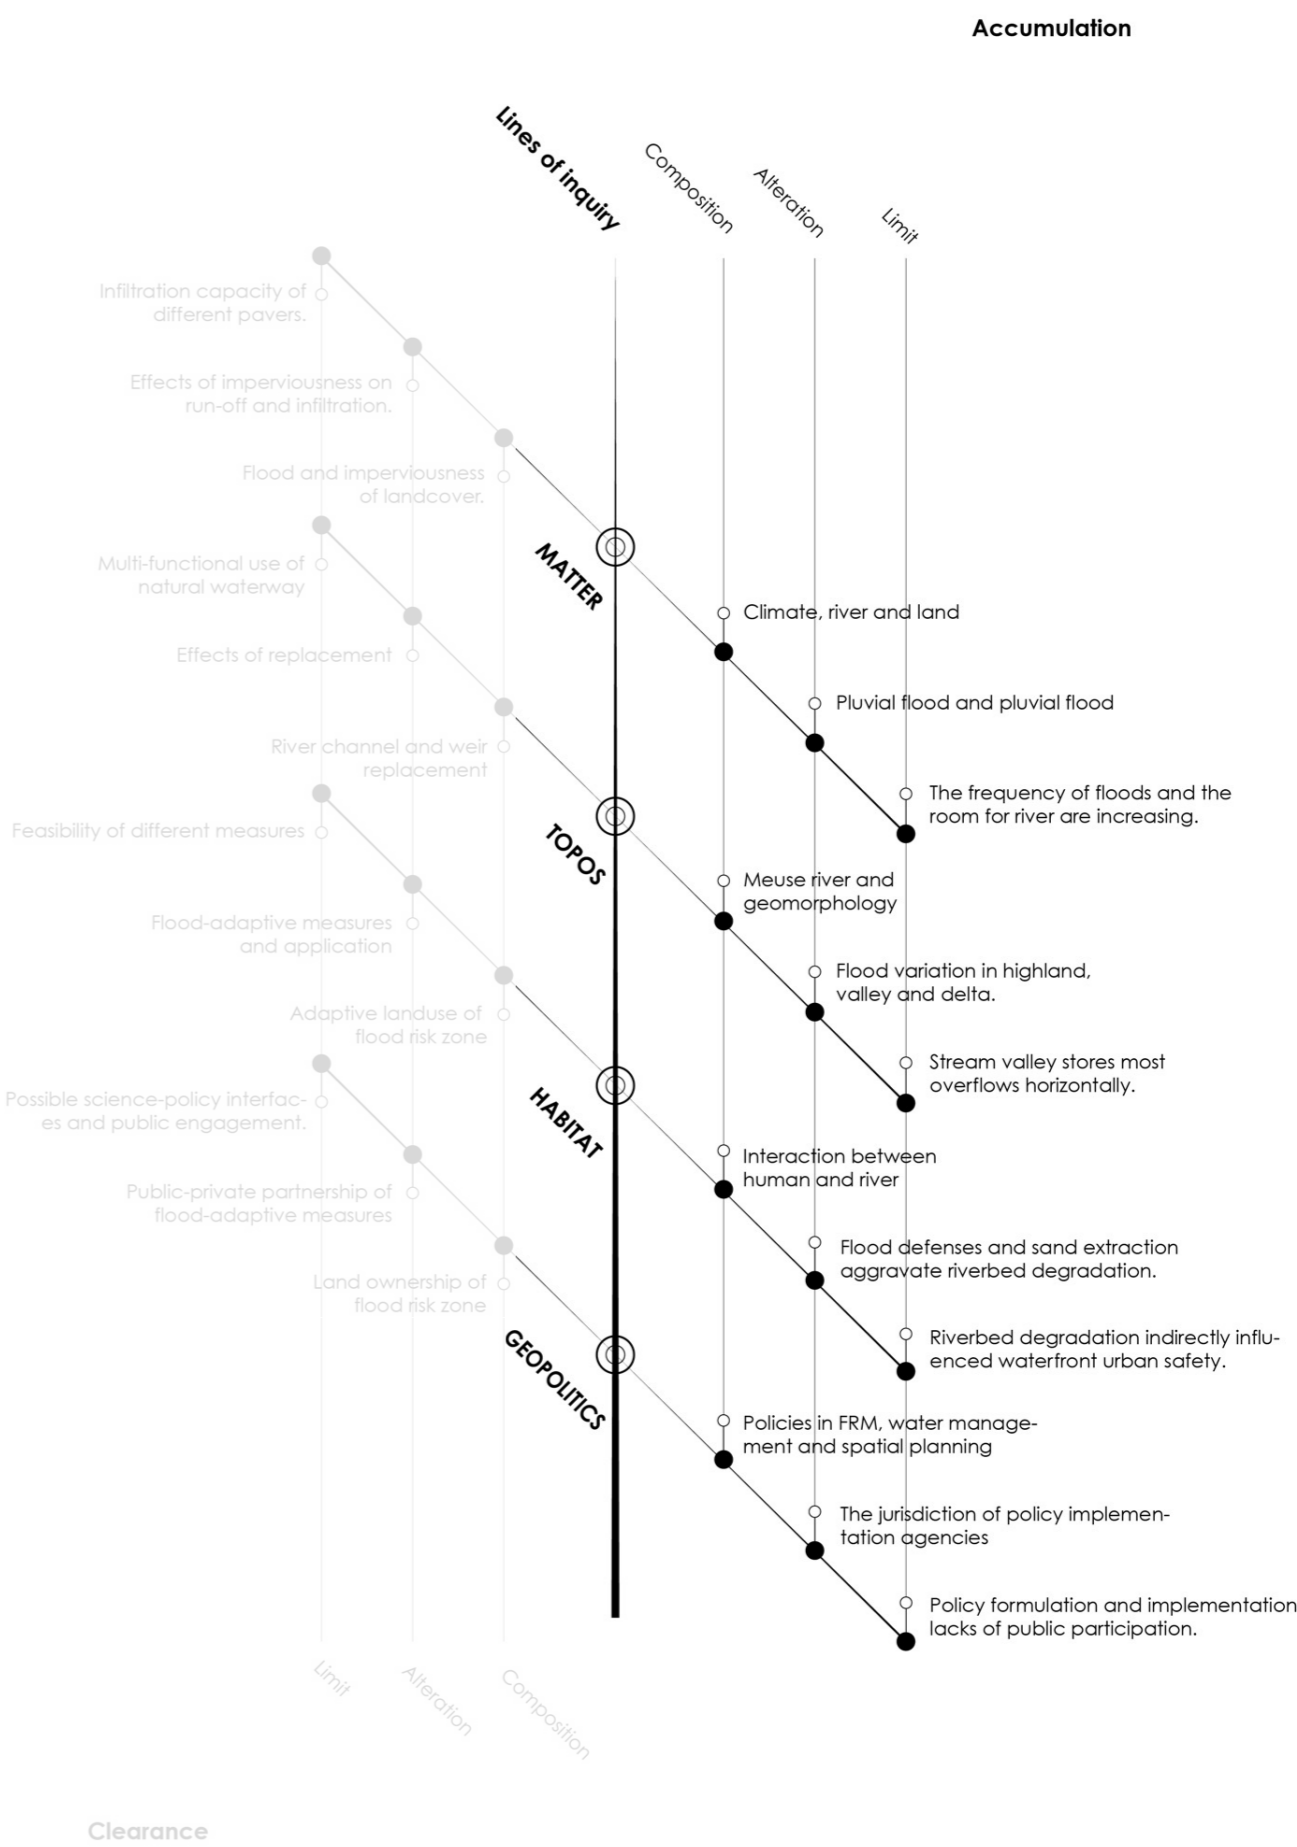 Accumulation
Lines of inquiry
Composition
Alteration
Limit
Infiltration capacity of
different pavers.
Effects of imperviousness on
run-off and infiltration.
Flood and imperviousness
of landcover.
MATTER
Climate, river and land
Pluvial flood and pluvial flood
The frequency of floods and the
room for river are increasing.
Multi-functional use of
natural waterway
Effects of replacement
River channel and weir
replacement
TOPOS
Meuse river and
geomorphology
Flood variation in highland,
valley and delta.
Stream valley stores most
overflows horizontally.
Feasibility of different measures
Flood-adaptive measures
and application
Adaptive landuse of
flood risk zone
HABITAT
Interaction between
human and river
Flood defenses and sand extraction
aggravate riverbed degradation.
Riverbed degradation indirectly influ-
enced waterfront urban safety.
Possible science-policy interfac-
es and public engagement.
Public-private partnership of
flood-adaptive measures
Land ownership of
flood risk zone
GEOPOLITICS
Policies in FRM, water manage-
ment and spatial planning
The jurisdiction of policy implemen-
tation agencies
Policy formulation and implementation
lacks of public participation.
Limit
Alteration
Composition
Clearance